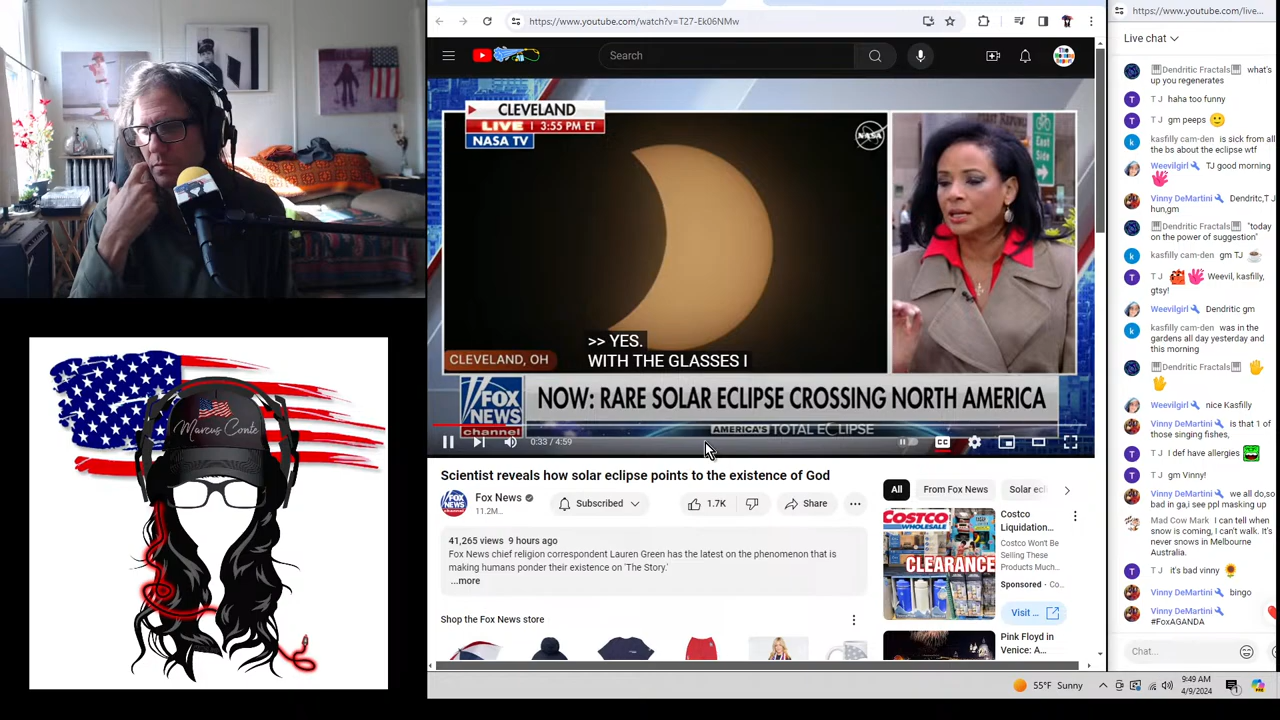 https://www.youtube.com/watch?v=T27-Ek06NMw
https://www.youtube.com/live...
Search
CLEVELAND
LIVE 3:55 PM ET
NASA TV
NASA
East Side
>> YES.
WITH THE GLASSES I
CLEVELAND, OH
FOX NEWS channel
NOW: RARE SOLAR ECLIPSE CROSSING NORTH AMERICA
AMERICA'S TOTAL ECLIPSE
0:33 / 4:59
CC
Scientist reveals how solar eclipse points to the existence of God
Fox News
11.2M...
Subscribed
1.7K
Share
41,265 views 9 hours ago
Fox News chief religion correspondent Lauren Green has the latest on the phenomenon that is
making humans ponder their existence on 'The Story.'
...more
Shop the Fox News store
All
From Fox News
Solar ecl
COSTCO WHOLESALE
CLEARANCE
Costco
Liquidation...
Costco Won't Be
Selling These
Products Much...
Sponsored · Co...
Visit ...
Pink Floyd in
Venice: A...
Live chat
Dendritic Fractals what's
up you regenerates
T J haha too funny
T J gm peeps
kasfilly cam-den is sick from all
the bs about the eclipse wtf
Weevilgirl TJ good morning
Vinny DeMartini Dendritc,T J
hun,gm
Dendritic Fractals "today
on the power of suggestion"
kasfilly cam-den gm TJ
T J Weevil, kasfilly,
gtsy!
Weevilgirl Dendritic gm
kasfilly cam-den was in the
gardens all day yesterday and
this morning
Dendritic Fractals
Weevilgirl nice Kasfilly
Vinny DeMartini is that 1 of
those singing fishes,
T J I def have allergies
T J gm Vinny!
Vinny DeMartini we all do,so
bad in ga,i see ppl masking up
Mad Cow Mark I can tell when
snow is coming, I can't walk. It's
never snows in Melbourne
Australia.
T J it's bad vinny
Vinny DeMartini bingo
Vinny DeMartini
#FoxAGANDA
Chat...
Marcus Conte
55°F Sunny
9:49 AM
4/9/2024